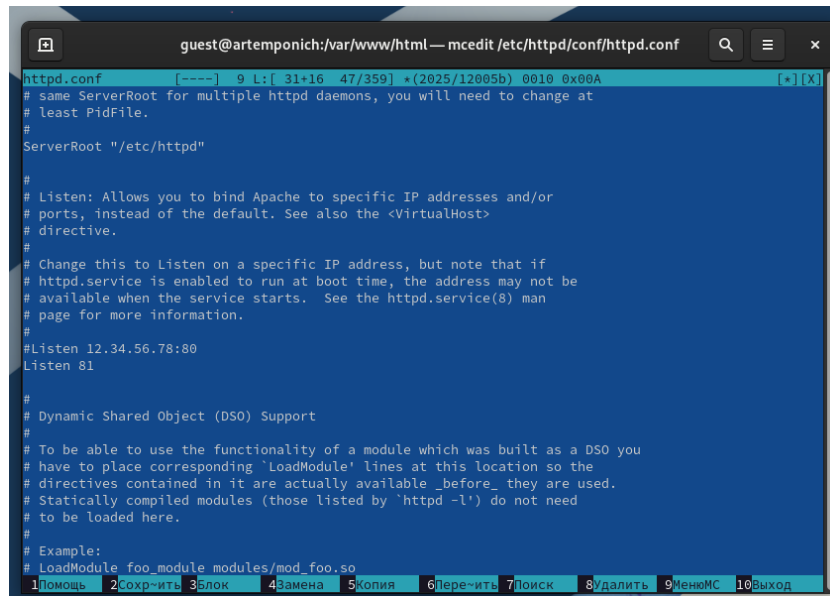 guest@artemponich:/var/www/html — mcedit /etc/httpd/conf/httpd.conf
httpd.conf [----] 9 L:[ 31+16 47/359] *(2025/12005b) 0010 0x00A [*][X]
# same ServerRoot for multiple httpd daemons, you will need to change at
# least PidFile.
#
ServerRoot "/etc/httpd"
#
# Listen: Allows you to bind Apache to specific IP addresses and/or
# ports, instead of the default. See also the <VirtualHost>
# directive.
#
# Change this to Listen on a specific IP address, but note that if
# httpd.service is enabled to run at boot time, the address may not be
# available when the service starts.  See the httpd.service(8) man
# page for more information.
#
#Listen 12.34.56.78:80
Listen 81
#
# Dynamic Shared Object (DSO) Support
#
# To be able to use the functionality of a module which was built as a DSO you
# have to place corresponding `LoadModule' lines at this location so the
# directives contained in it are actually available _before_ they are used.
# Statically compiled modules (those listed by `httpd -l') do not need
# to be loaded here.
#
# Example:
# LoadModule foo_module modules/mod_foo.so
1Помощь 2Сохр~ить 3Блок 4Замена 5Копия 6Пере~ить 7Поиск 8Удалить 9МенюMC 10Выход